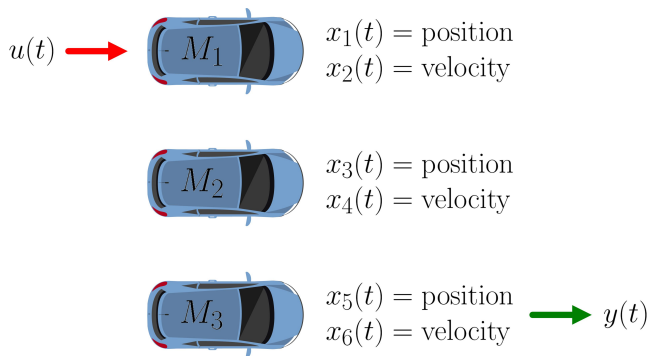 u(t) M₁ x₁(t) = position
x₂(t) = velocity
M₂ x₃(t) = position
x₄(t) = velocity
M₃ x₅(t) = position
x₆(t) = velocity y(t)